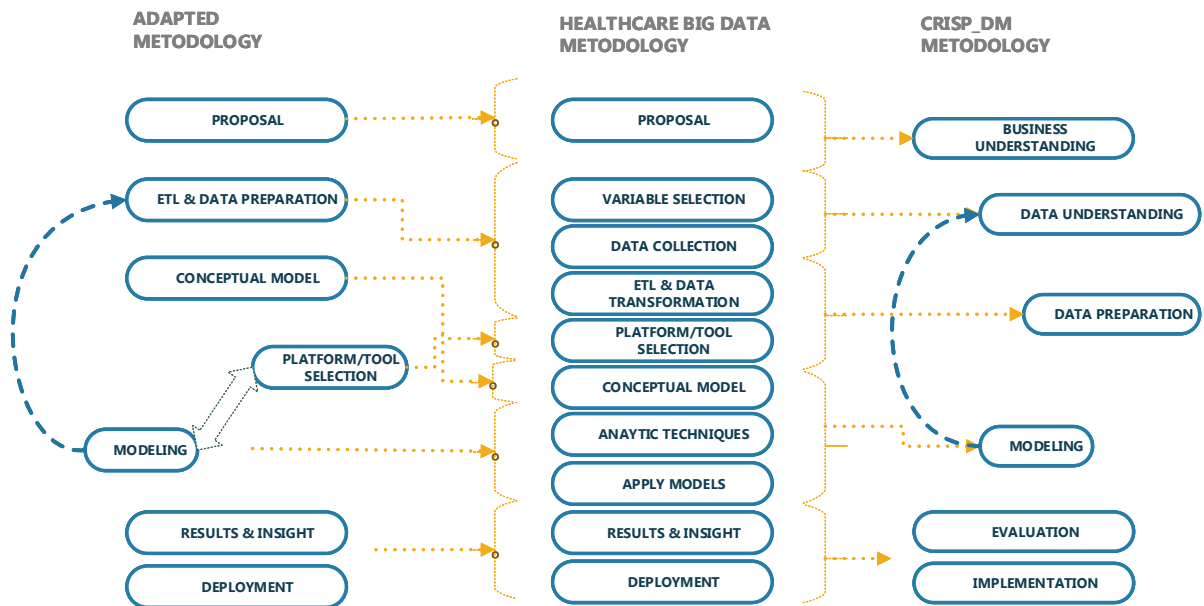 ADAPTED
METODOLOGY
PROPOSAL
ETL & DATA PREPARATION
CONCEPTUAL MODEL
PLATFORM/TOOL
SELECTION
MODELING
RESULTS & INSIGHT
DEPLOYMENT
HEALTHCARE BIG DATA
METODOLOGY
PROPOSAL
VARIABLE SELECTION
DATA COLLECTION
ETL & DATA
TRANSFORMATION
PLATFORM/TOOL
SELECTION
CONCEPTUAL MODEL
ANAYTIC TECHNIQUES
APPLY MODELS
RESULTS & INSIGHT
DEPLOYMENT
CRISP_DM
METODOLOGY
BUSINESS
UNDERSTANDING
DATA UNDERSTANDING
DATA PREPARATION
MODELING
EVALUATION
IMPLEMENTATION